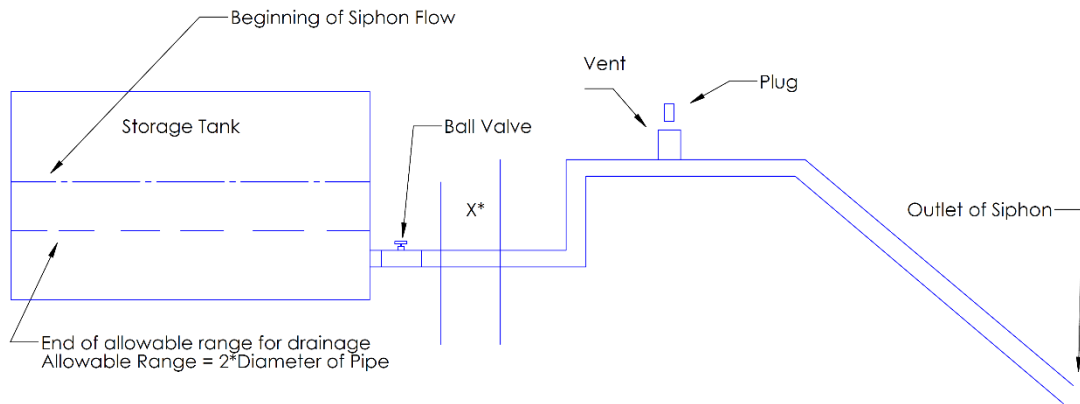 Beginning of Siphon Flow
Vent
Plug
Storage Tank
Ball Valve
X*
Outlet of Siphon
End of allowable range for drainage
Allowable Range = 2*Diameter of Pipe